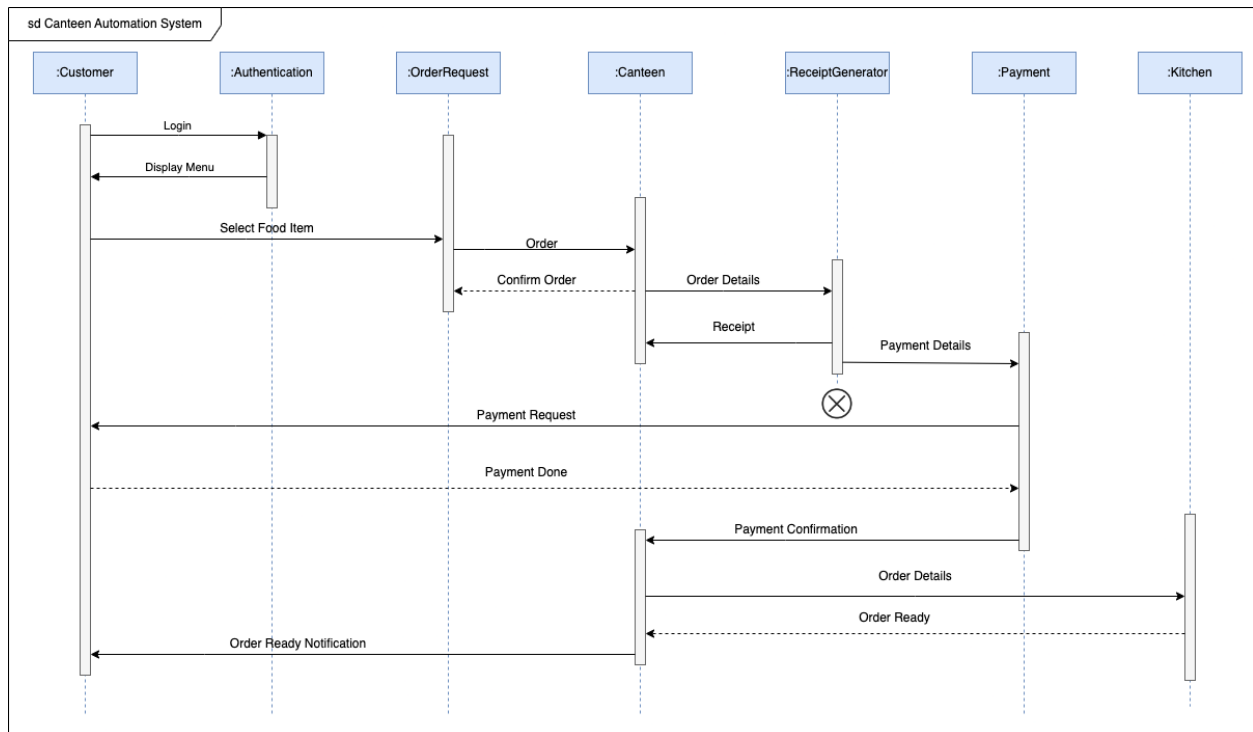 sd Canteen Automation System
:Customer
:Authentication
:OrderRequest
:Canteen
:ReceiptGenerator
:Payment
:Kitchen
Login
Display Menu
Select Food Item
Order
Confirm Order
Order Details
Receipt
Payment Details
Payment Request
Payment Done
Payment Confirmation
Order Details
Order Ready
Order Ready Notification